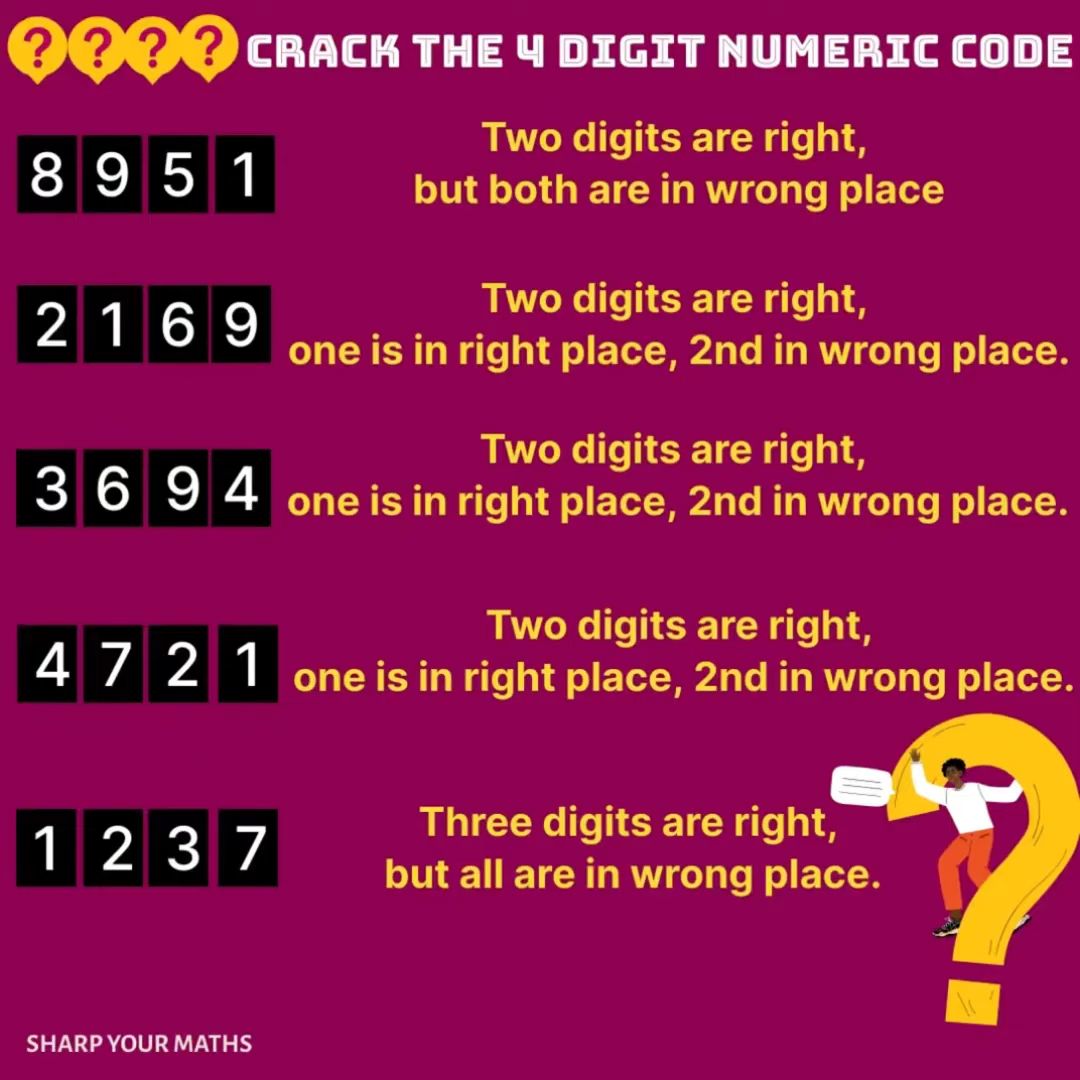 ? ? ? ? CRACK THE 4 DIGIT NUMERIC CODE
8 9 5 1
Two digits are right,
but both are in wrong place
2 1 6 9
Two digits are right,
one is in right place, 2nd in wrong place.
3 6 9 4
Two digits are right,
one is in right place, 2nd in wrong place.
4 7 2 1
Two digits are right,
one is in right place, 2nd in wrong place.
1 2 3 7
Three digits are right,
but all are in wrong place.
SHARP YOUR MATHS